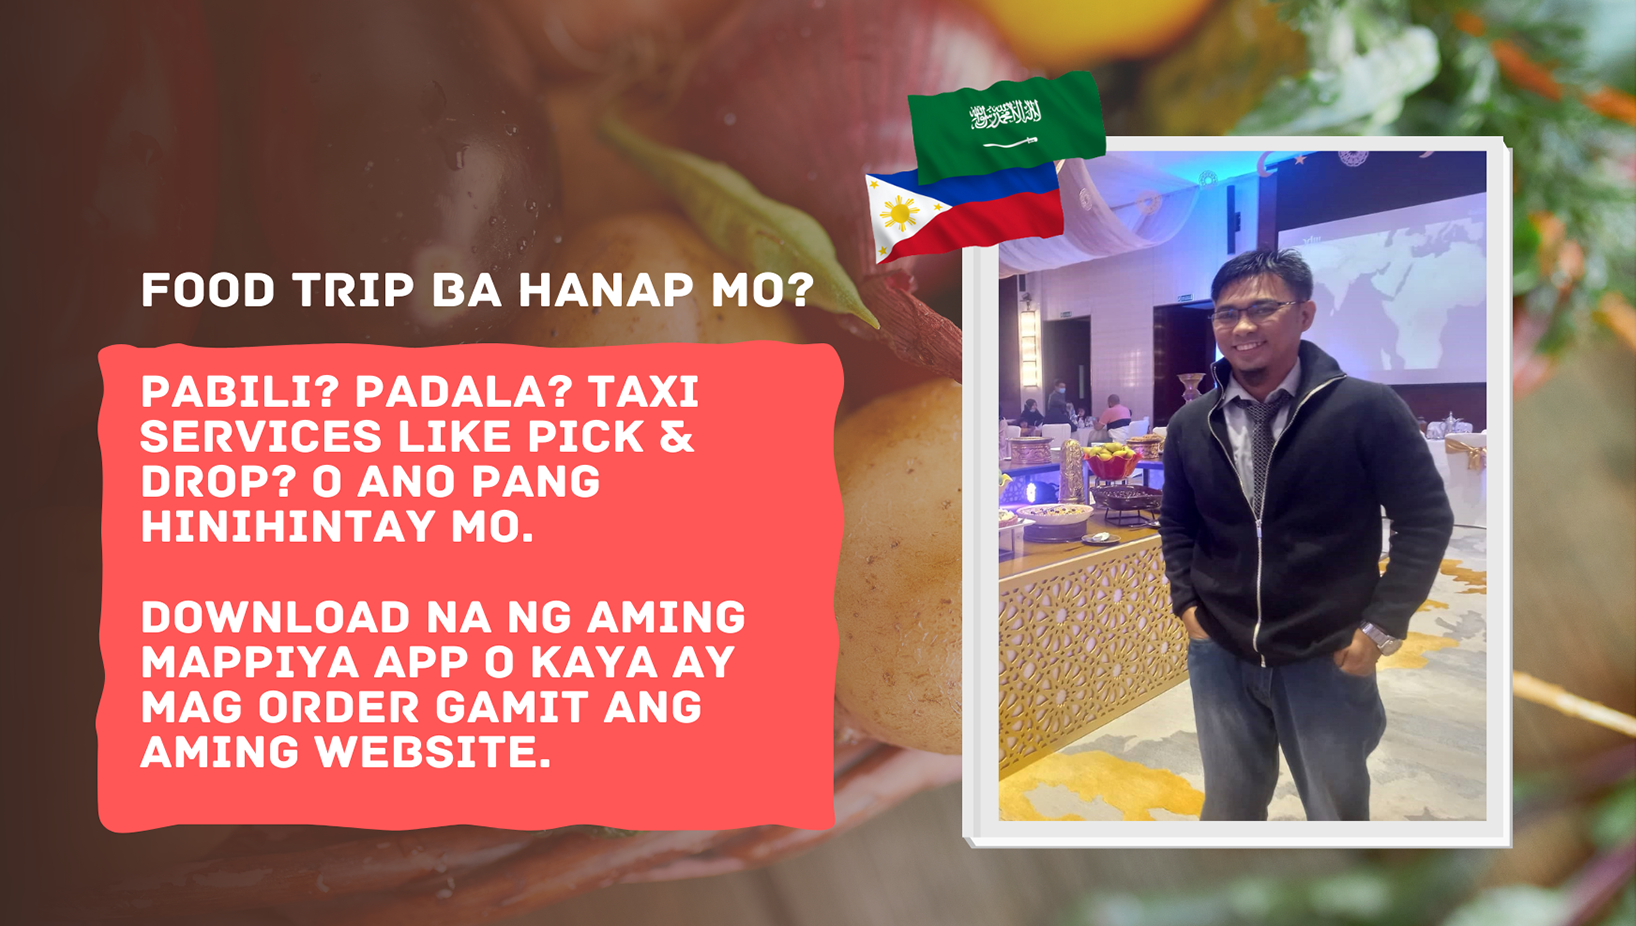 FOOD TRIP BA HANAP MO?
PABILI? PADALA? TAXI
SERVICES LIKE PICK &
DROP? O ANO PANG
HINIHINTAY MO.
DOWNLOAD NA NG AMING
MAPPIYA APP O KAYA AY
MAG ORDER GAMIT ANG
AMING WEBSITE.